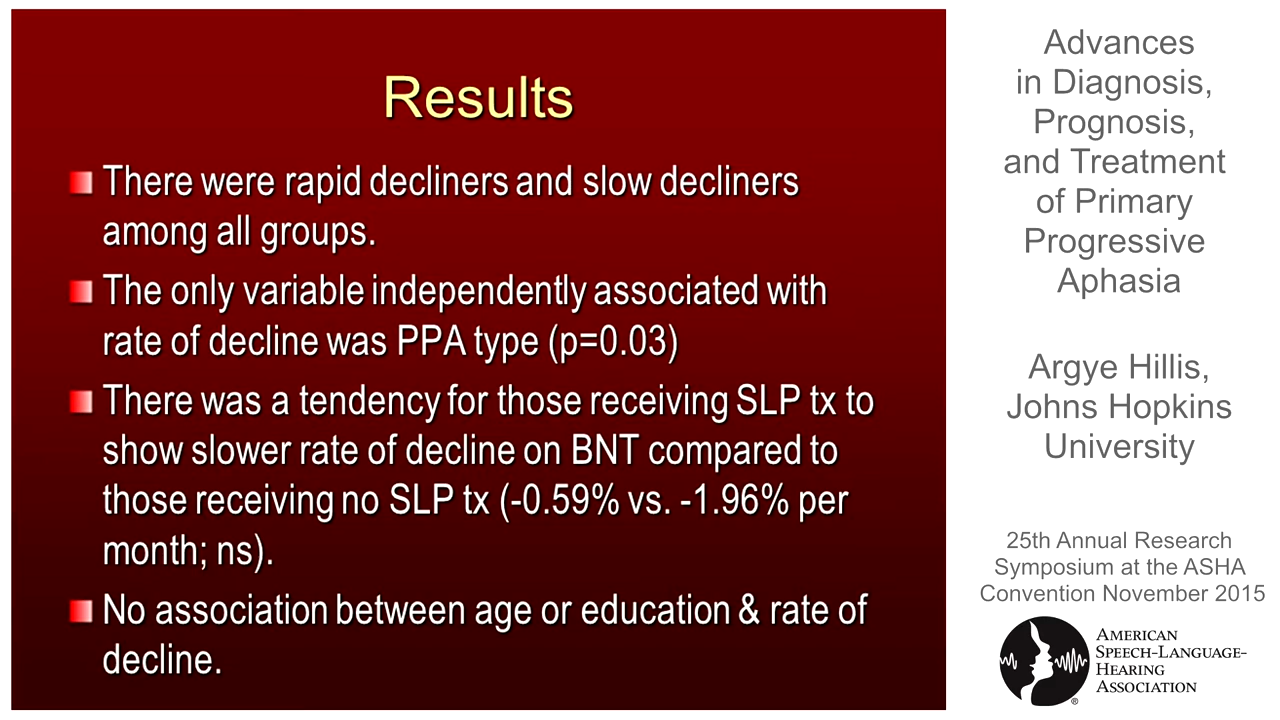 Results
There were rapid decliners and slow decliners
among all groups.
The only variable independently associated with
rate of decline was PPA type (p=0.03)
There was a tendency for those receiving SLP tx to
show slower rate of decline on BNT compared to
those receiving no SLP tx (-0.59% vs. -1.96% per
month; ns).
No association between age or education & rate of
decline.
Advances
in Diagnosis,
Prognosis,
and Treatment
of Primary
Progressive
Aphasia
Argye Hillis,
Johns Hopkins
University
25th Annual Research
Symposium at the ASHA
Convention November 2015
AMERICAN
SPEECH-LANGUAGE-
HEARING
ASSOCIATION
®